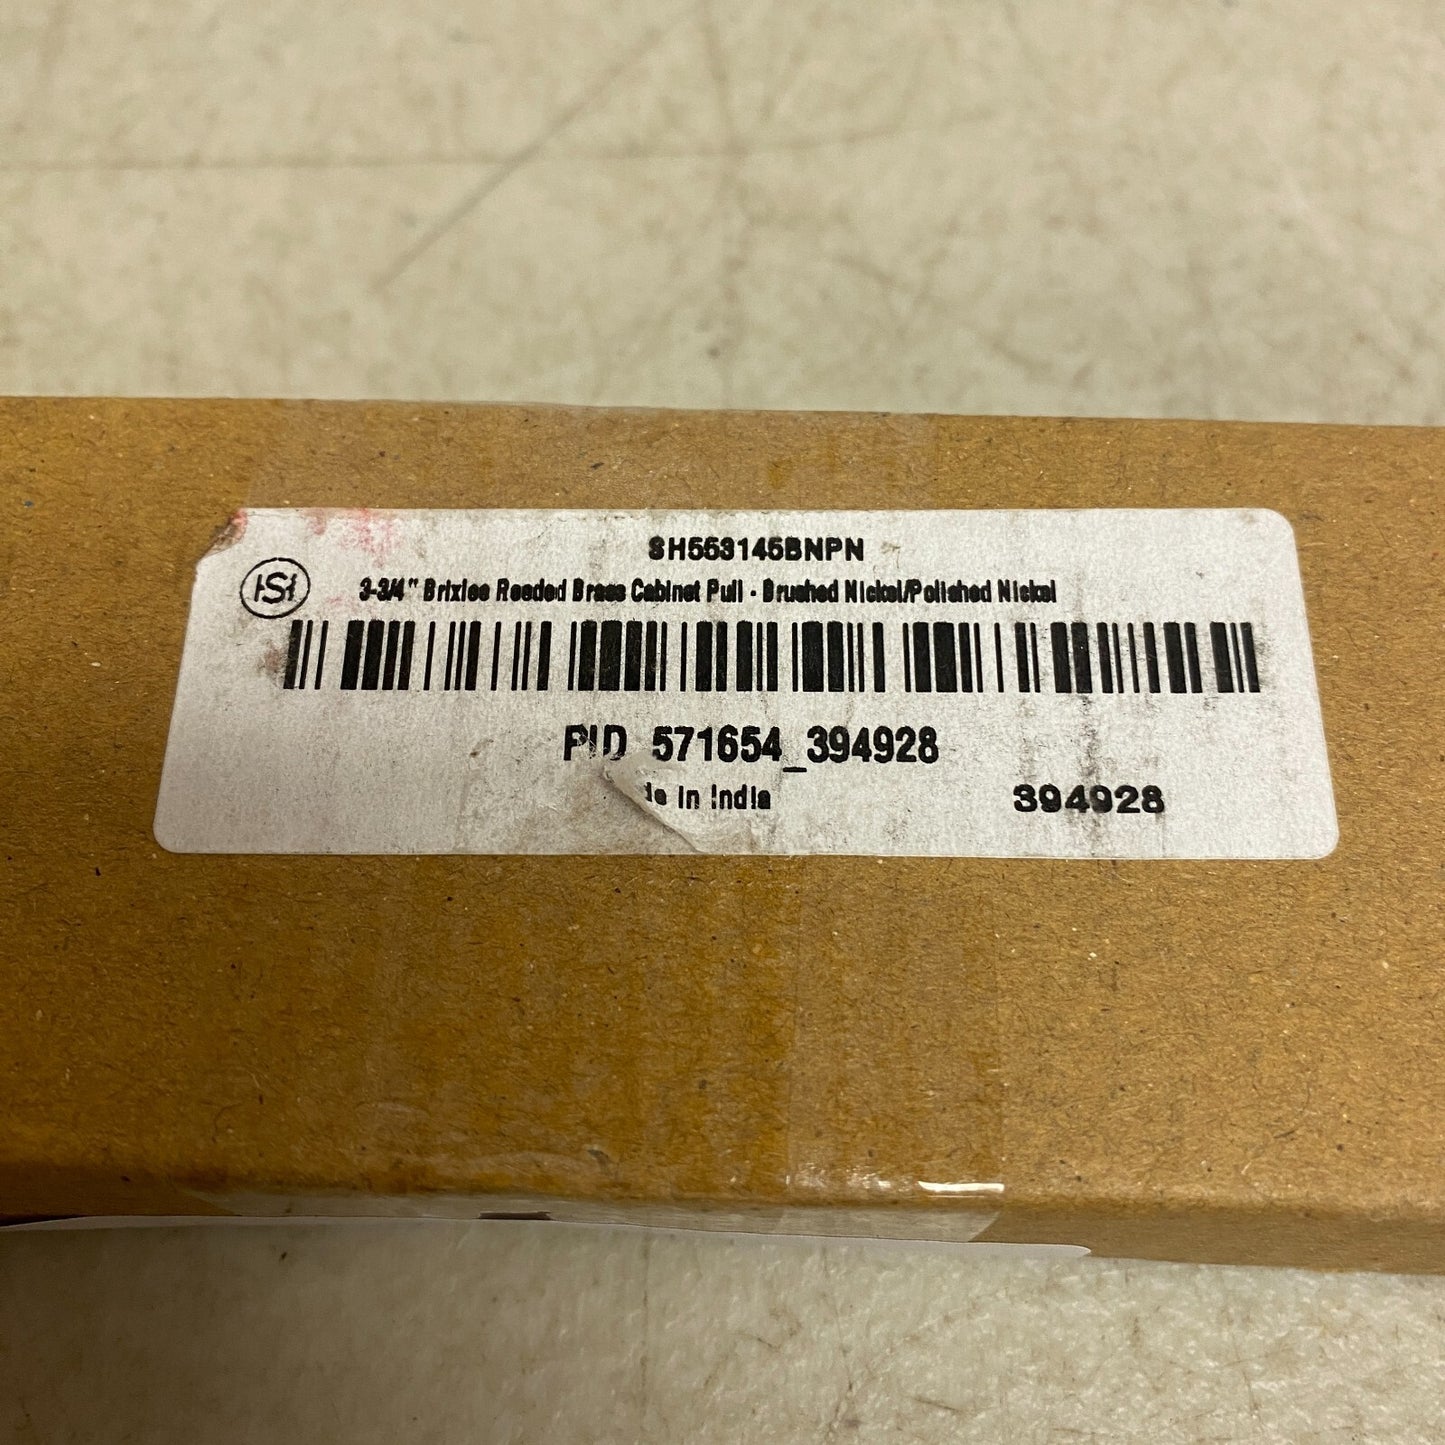 SH553145BNPN
HSH
3-3/4" Brixlee Reeded Brass Cabinet Pull - Brushed Nickel/Polished Nickel
PID 571654_394928
de in India
394928